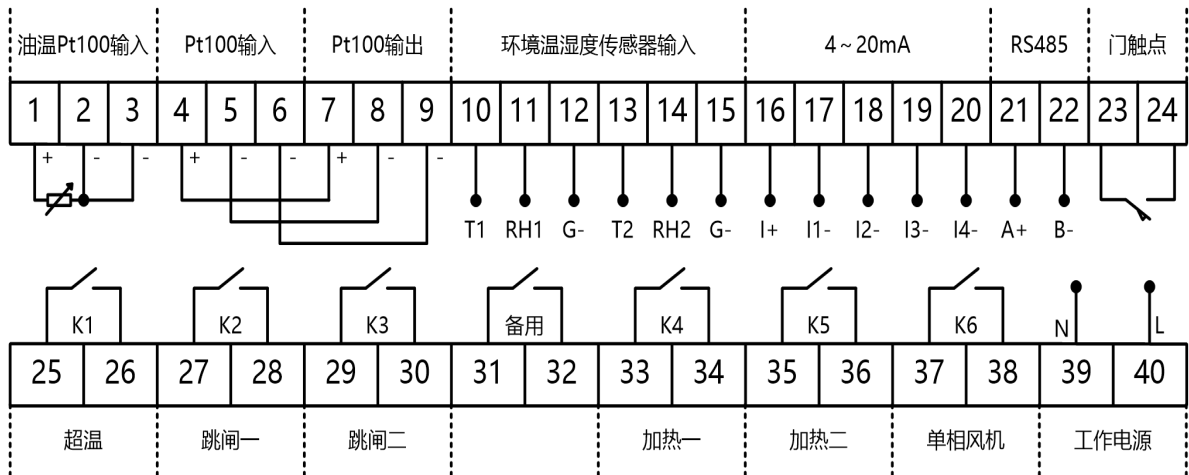 油温Pt100输入 Pt100输入 Pt100输出 环境温湿度传感器输入 4～20mA RS485 门触点
1 2 3 4 5 6 7 8 9 10 11 12 13 14 15 16 17 18 19 20 21 22 23 24
+ - - + - - + - -
T1 RH1 G- T2 RH2 G- I+ I1- I2- I3- I4- A+ B-
K1 K2 K3 备用 K4 K5 K6 N L
25 26 27 28 29 30 31 32 33 34 35 36 37 38 39 40
超温 跳闸一 跳闸二 加热一 加热二 单相风机 工作电源